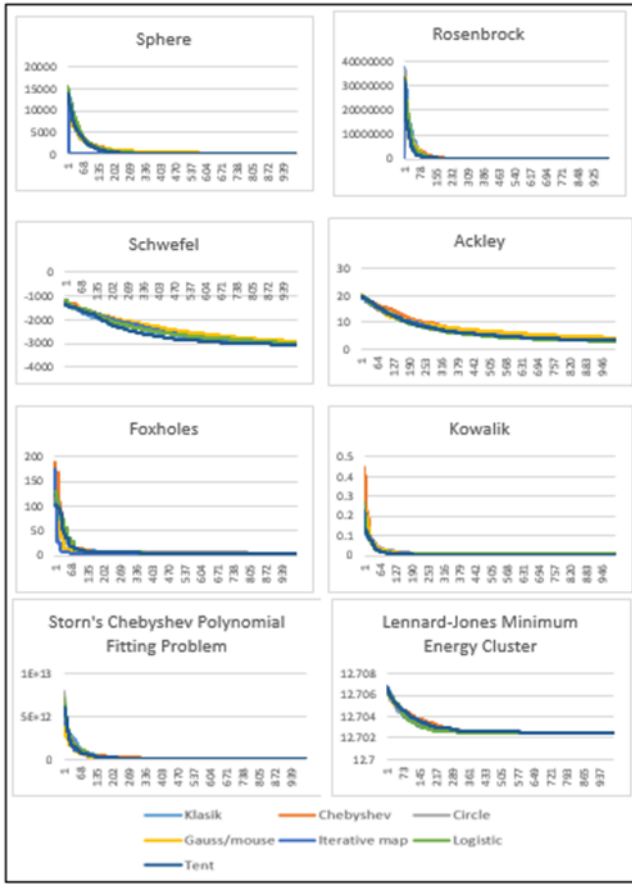 Sphere
20000
15000
10000
5000
0
1 68 135 202 269 336 403 470 537 604 671 738 805 872 939
Rosenbrock
40000000
30000000
20000000
10000000
0
1 78 155 232 309 386 463 540 617 694 771 848 925
Schwefel
0
-1000
-2000
-3000
-4000
1 68 135 202 269 336 403 470 537 604 671 738 805 872 939
Ackley
30
20
10
0
1 64 127 190 253 316 379 442 505 568 631 694 757 820 883 946
Foxholes
200
150
100
50
0
1 68 135 202 269 336 403 470 537 604 671 738 805 872 939
Kowalik
0.5
0.4
0.3
0.2
0.1
0
1 64 127 190 253 316 379 442 505 568 631 694 757 820 883 946
Storn's Chebyshev Polynomial
Fitting Problem
1E+13
5E+12
0
1 68 135 202 269 336 403 470 537 604 671 738 805 872 939
Lennard-Jones Minimum
Energy Cluster
12.708
12.706
12.704
12.702
12.7
1 73 145 217 289 361 433 505 577 649 721 793 865 937
Klasik Chebyshev Circle
Gauss/mouse Iterative map Logistic
Tent